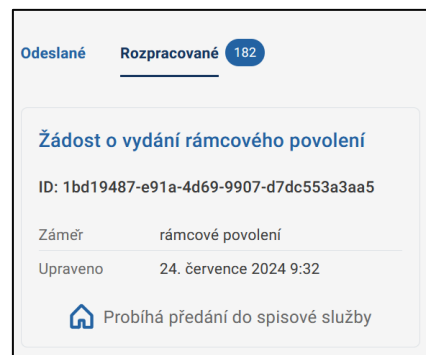 Odeslané Rozpracované 182
Žádost o vydání rámcového povolení
ID: 1bd19487-e91a-4d69-9907-d7dc553a3aa5
Záměr rámcové povolení
Upraveno 24. července 2024 9:32
Probíhá předání do spisové služby